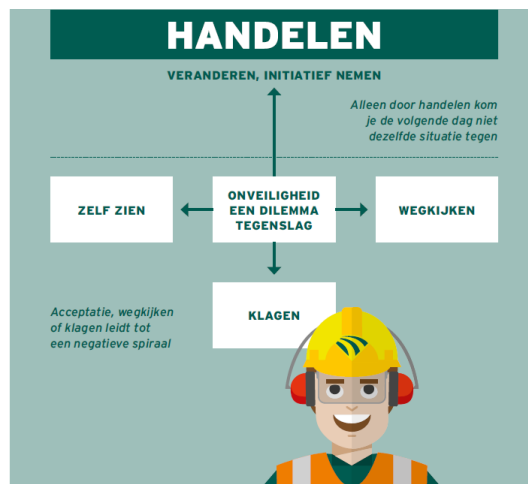 HANDELEN
VERANDEREN, INITIATIEF NEMEN
Alleen door handelen kom
je de volgende dag niet
dezelfde situatie tegen
ZELF ZIEN
ONVEILIGHEID
EEN DILEMMA
TEGENSLAG
WEGKIJKEN
Acceptatie, wegkijken
of klagen leidt tot
een negatieve spiraal
KLAGEN